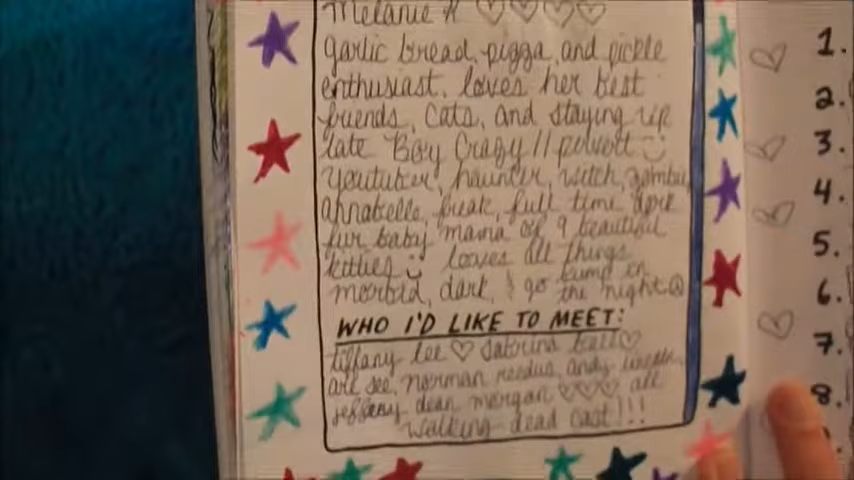 Melanie A ♡♡♡♡
garlic bread, pizza, and pickle
enthusiast. loves her best
friends, cats, and staying up
late Boy Crazy // pervert
youtuber, haunter, witch, zombie,
annabelle freak, full time
fur baby mama of 9 beautiful
kitties loves all things
morbid, dark, & go bump in
the night
WHO I'D LIKE TO MEET:
tiffany lee ♡ Sabrina ♡
norman reedus, andy
jeffany dean morgan ♡♡♡ all
walking dead cast!!!
1.
2.
3.
4.
5.
6.
7.
8.